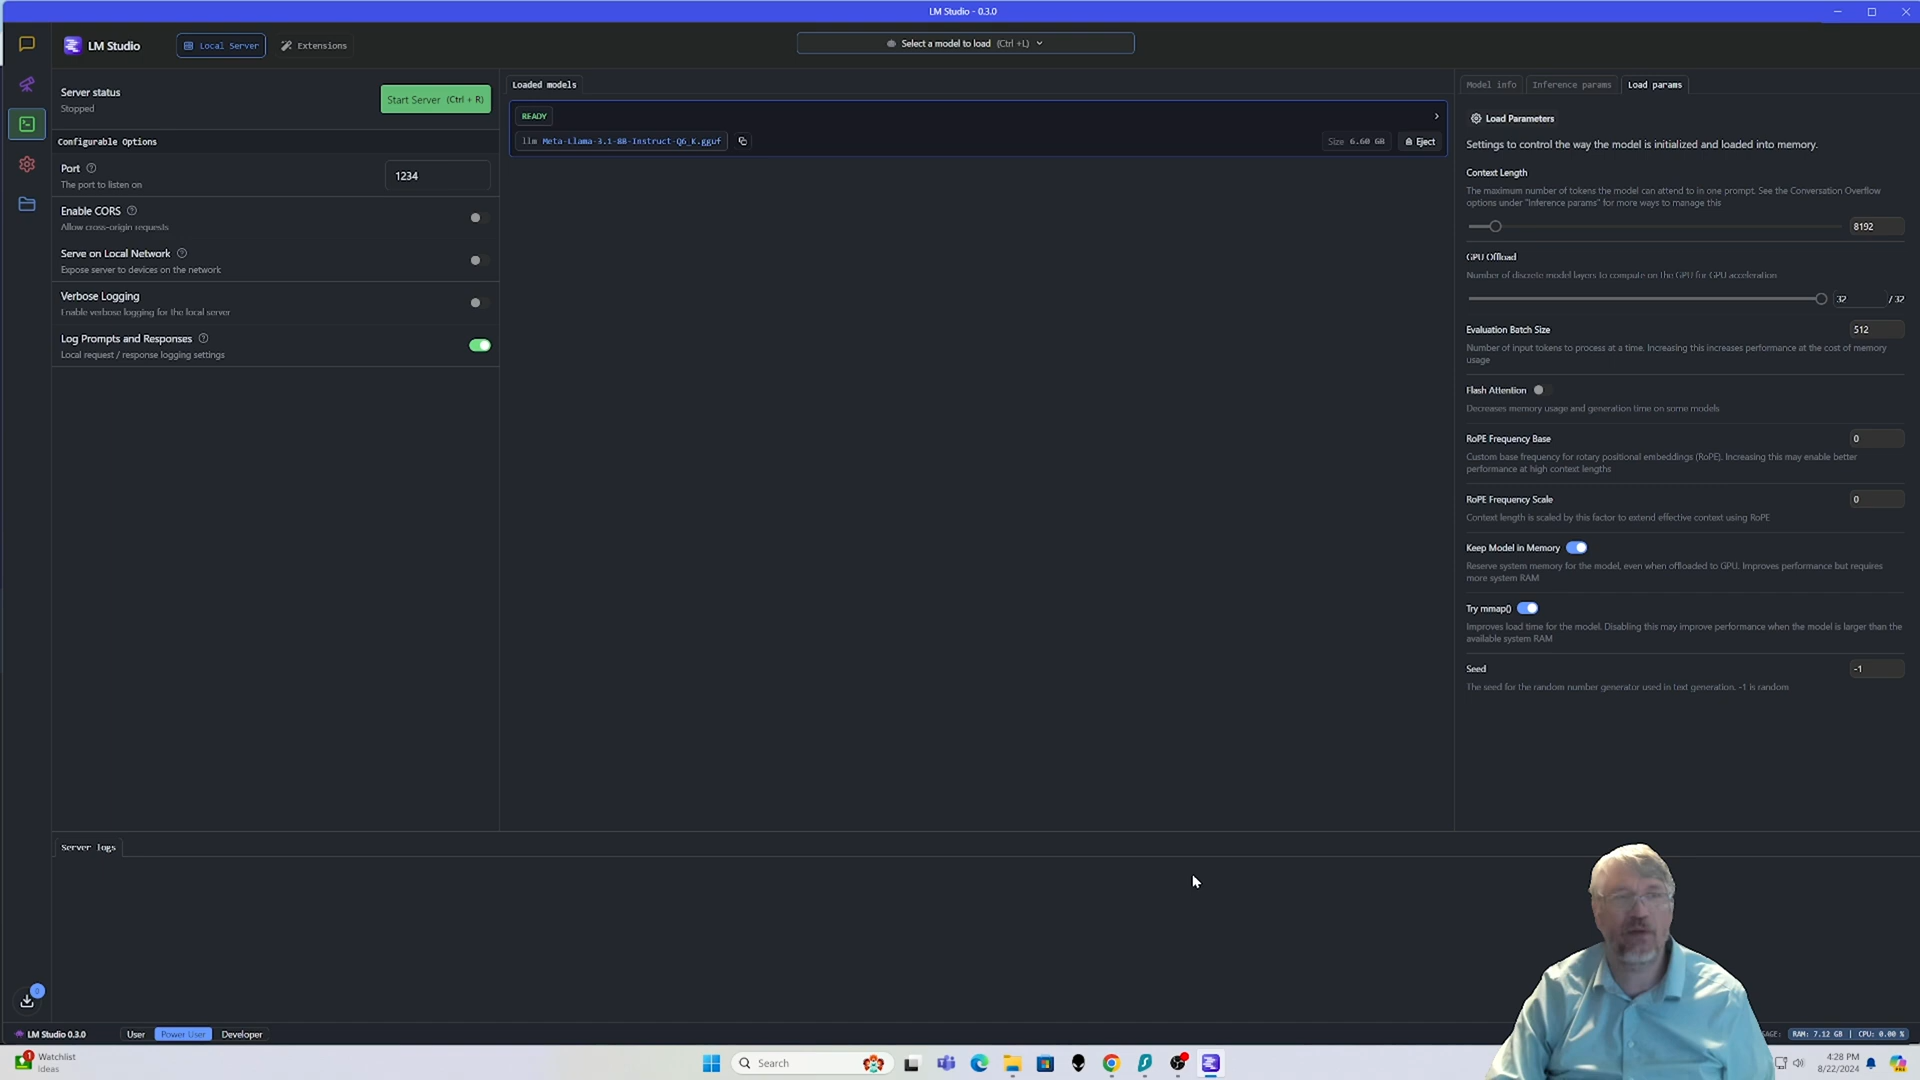 LM Studio - 0.3.0
LM Studio
Local Server
Extensions
Select a model to load (Ctrl +L)
Server status
Stopped
Start Server (Ctrl + R)
Configurable Options
Port
The port to listen on
1234
Enable CORS
Allow cross-origin requests
Serve on Local Network
Expose server to devices on the network
Verbose Logging
Enable verbose logging for the local server
Log Prompts and Responses
Local request / response logging settings
Loaded models
READY
llm Meta-Llama-3.1-8B-Instruct-Q6_K.gguf
Size 6.60 GB
Eject
Model info
Inference params
Load params
Load Parameters
Settings to control the way the model is initialized and loaded into memory.
Context Length
The maximum number of tokens the model can attend to in one prompt. See the Conversation Overflow
options under "Inference params" for more ways to manage this
8192
GPU Offload
Number of discrete model layers to compute on the GPU for GPU acceleration
32 / 32
Evaluation Batch Size
512
Number of input tokens to process at a time. Increasing this increases performance at the cost of memory
usage
Flash Attention
Decreases memory usage and generation time on some models
RoPE Frequency Base
0
Custom base frequency for rotary positional embeddings (RoPE). Increasing this may enable better
performance at high context lengths
RoPE Frequency Scale
0
Context length is scaled by this factor to extend effective context using RoPE
Keep Model in Memory
Reserve system memory for the model, even when offloaded to GPU. Improves performance but requires
more system RAM
Try mmap()
Improves load time for the model. Disabling this may improve performance when the model is larger than the
available system RAM
Seed
-1
The seed for the random number generator used in text generation. -1 is random
Server logs
0
LM Studio 0.3.0
User
Power User
Developer
RAM: 7.12 GB | CPU: 0.00 %
1
Watchlist
Ideas
Search
4:28 PM
8/22/2024